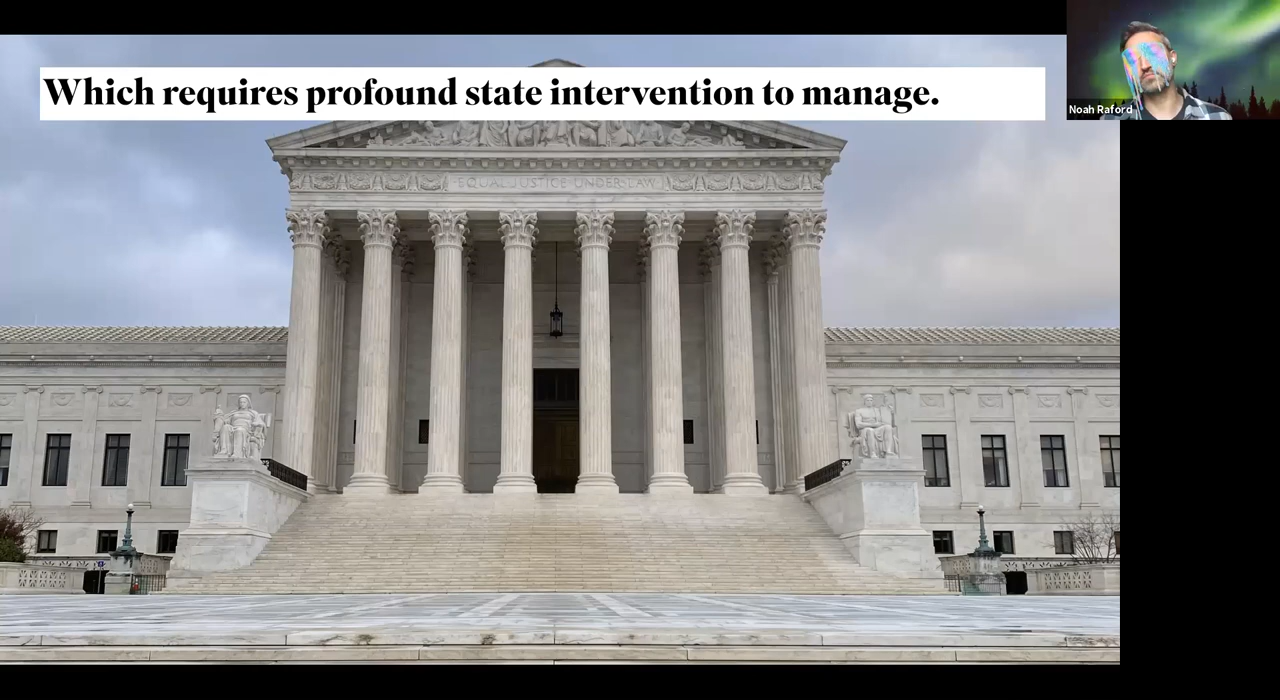 Which requires profound state intervention to manage.
Noah Raford
EQUAL JUSTICE UNDER LAW